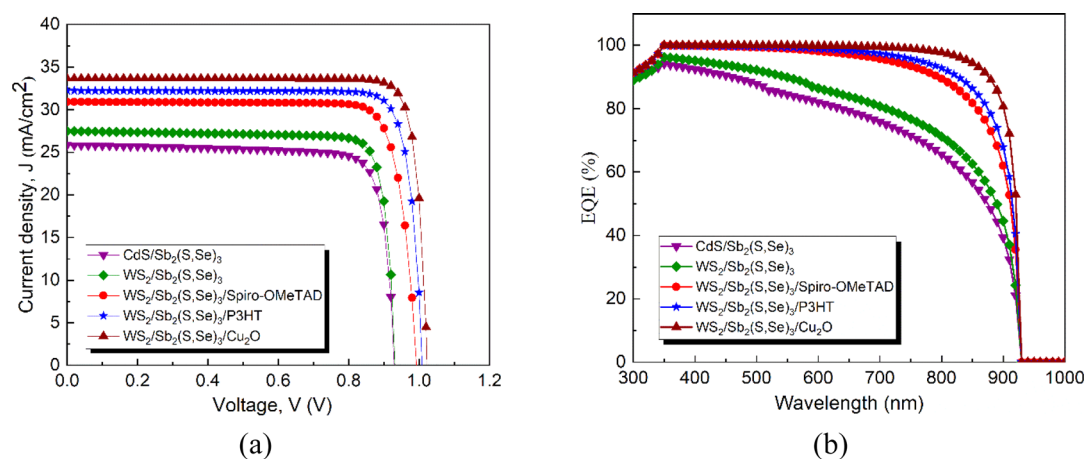 40
35
30
25
20
15
10
5
0
Current density, J (mA/cm²)
CdS/Sb₂(S,Se)₃
WS₂/Sb₂(S,Se)₃
WS₂/Sb₂(S,Se)₃/Spiro-OMeTAD
WS₂/Sb₂(S,Se)₃/P3HT
WS₂/Sb₂(S,Se)₃/Cu₂O
0.0 0.2 0.4 0.6 0.8 1.0 1.2
Voltage, V (V)
(a)
100
80
60
40
20
0
EQE (%)
CdS/Sb₂(S,Se)₃
WS₂/Sb₂(S,Se)₃
WS₂/Sb₂(S,Se)₃/Spiro-OMeTAD
WS₂/Sb₂(S,Se)₃/P3HT
WS₂/Sb₂(S,Se)₃/Cu₂O
300 400 500 600 700 800 900 1000
Wavelength (nm)
(b)